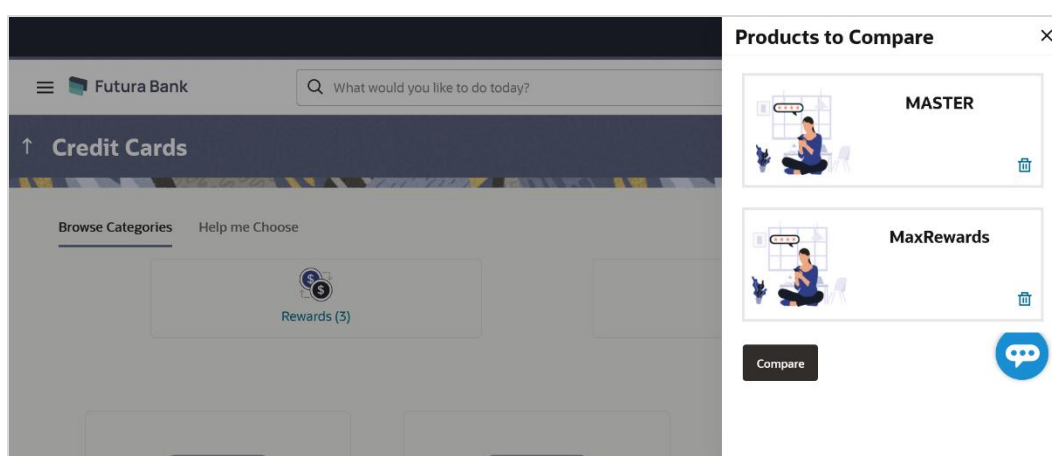 Products to Compare
Futura Bank
What would you like to do today?
MASTER
Credit Cards
MaxRewards
Browse Categories
Help me Choose
Rewards (3)
Compare